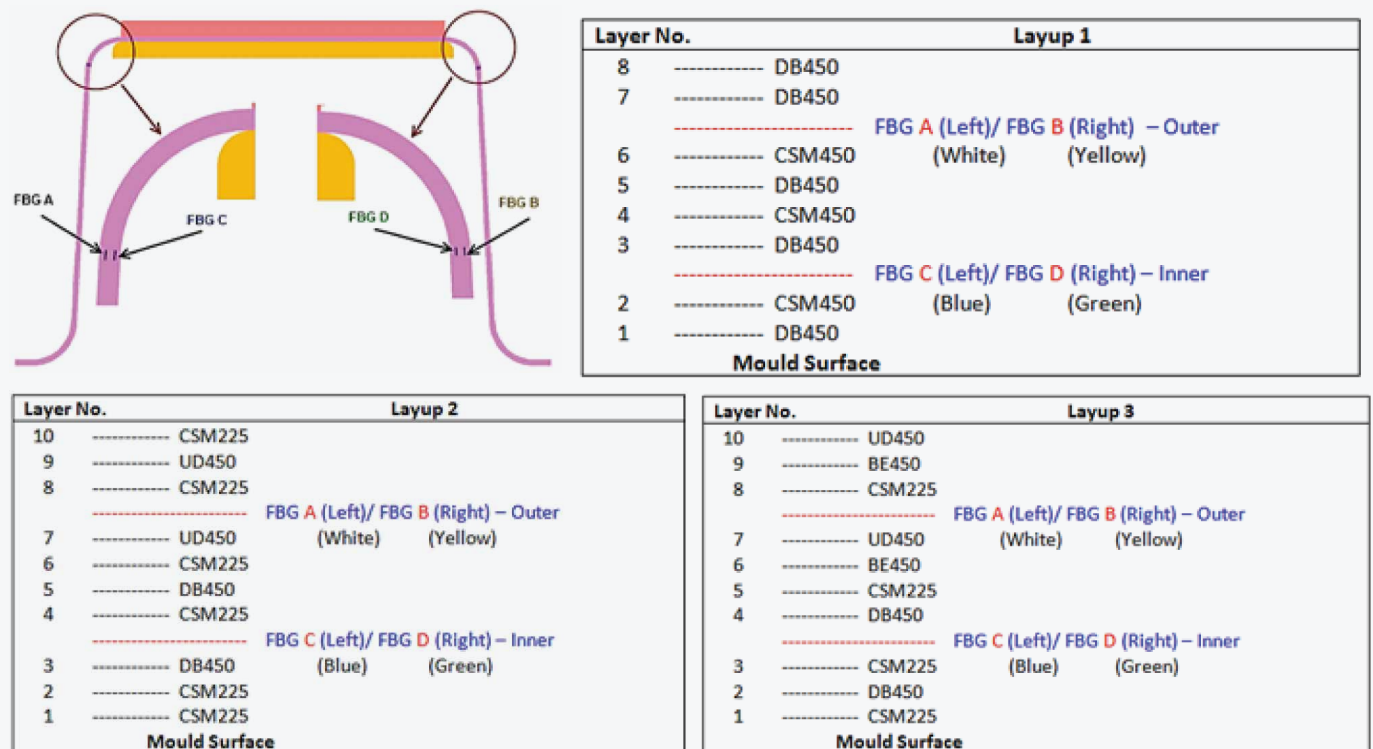 FBG A
FBG C
FBG D
FBG B
Layer No. Layup 1
8 ------------ DB450
7 ------------ DB450
------------------------ FBG A (Left)/ FBG B (Right) – Outer
6 ------------ CSM450 (White) (Yellow)
5 ------------ DB450
4 ------------ CSM450
3 ------------ DB450
------------------------ FBG C (Left)/ FBG D (Right) – Inner
2 ------------ CSM450 (Blue) (Green)
1 ------------ DB450
Mould Surface
Layer No. Layup 2
10 ------------ CSM225
9 ------------ UD450
8 ------------ CSM225
------------------------ FBG A (Left)/ FBG B (Right) – Outer
7 ------------ UD450 (White) (Yellow)
6 ------------ CSM225
5 ------------ DB450
4 ------------ CSM225
------------------------ FBG C (Left)/ FBG D (Right) – Inner
3 ------------ DB450 (Blue) (Green)
2 ------------ CSM225
1 ------------ CSM225
Mould Surface
Layer No. Layup 3
10 ------------ UD450
9 ------------ BE450
8 ------------ CSM225
------------------------ FBG A (Left)/ FBG B (Right) – Outer
7 ------------ UD450 (White) (Yellow)
6 ------------ BE450
5 ------------ CSM225
4 ------------ DB450
------------------------ FBG C (Left)/ FBG D (Right) – Inner
3 ------------ CSM225 (Blue) (Green)
2 ------------ DB450
1 ------------ CSM225
Mould Surface